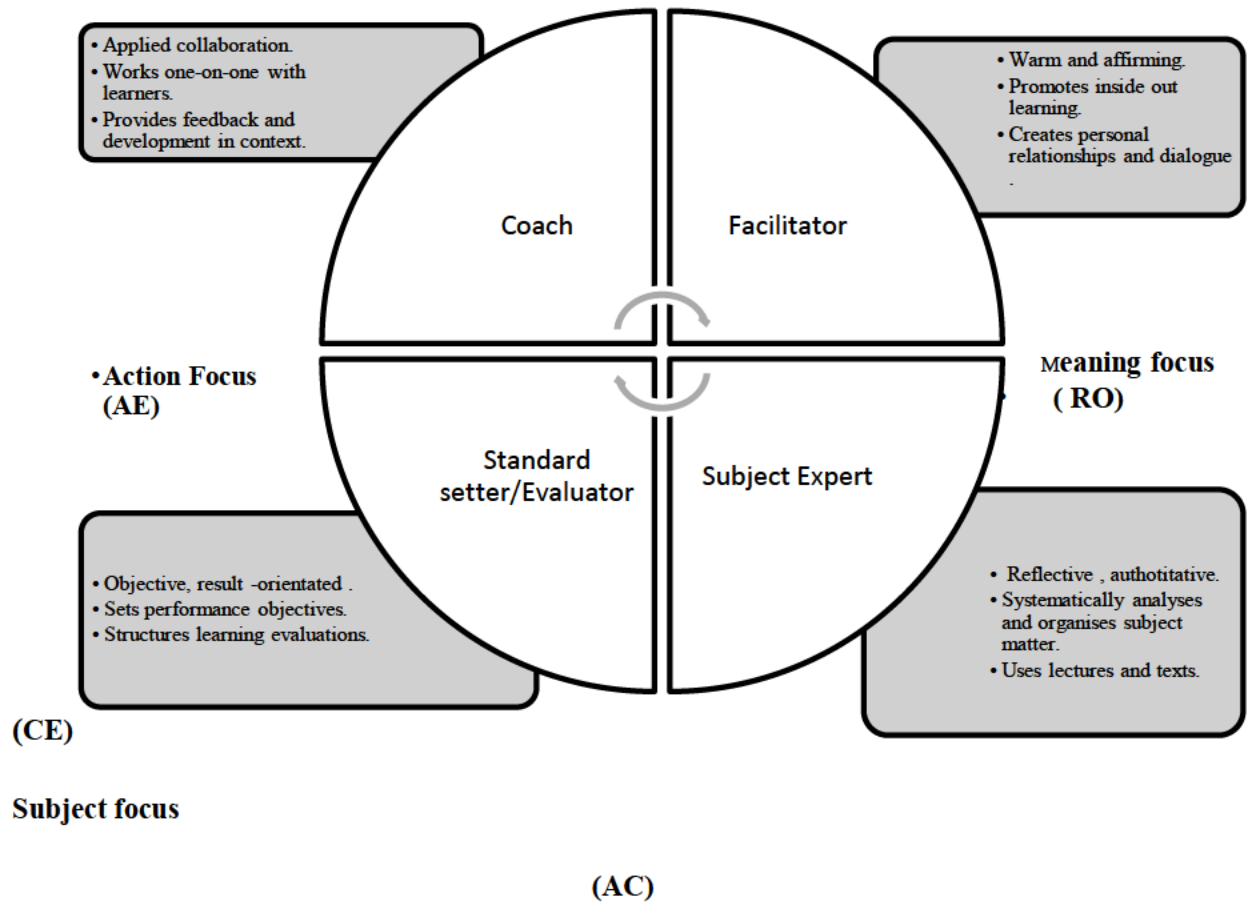 • Applied collaboration.
• Works one-on-one with
learners.
• Provides feedback and
development in context.
• Warm and affirming.
• Promotes inside out
learning.
• Creates personal
relationships and dialogue
.
Coach
Facilitator
• Action Focus
(AE)
Meaning focus
( RO)
•
Standard
setter/Evaluator
Subject Expert
• Objective, result -orientated .
• Sets performance objectives.
• Structures learning evaluations.
• Reflective , authotitative.
• Systematically analyses
and organises subject
matter.
• Uses lectures and texts.
(CE)
Subject focus
(AC)